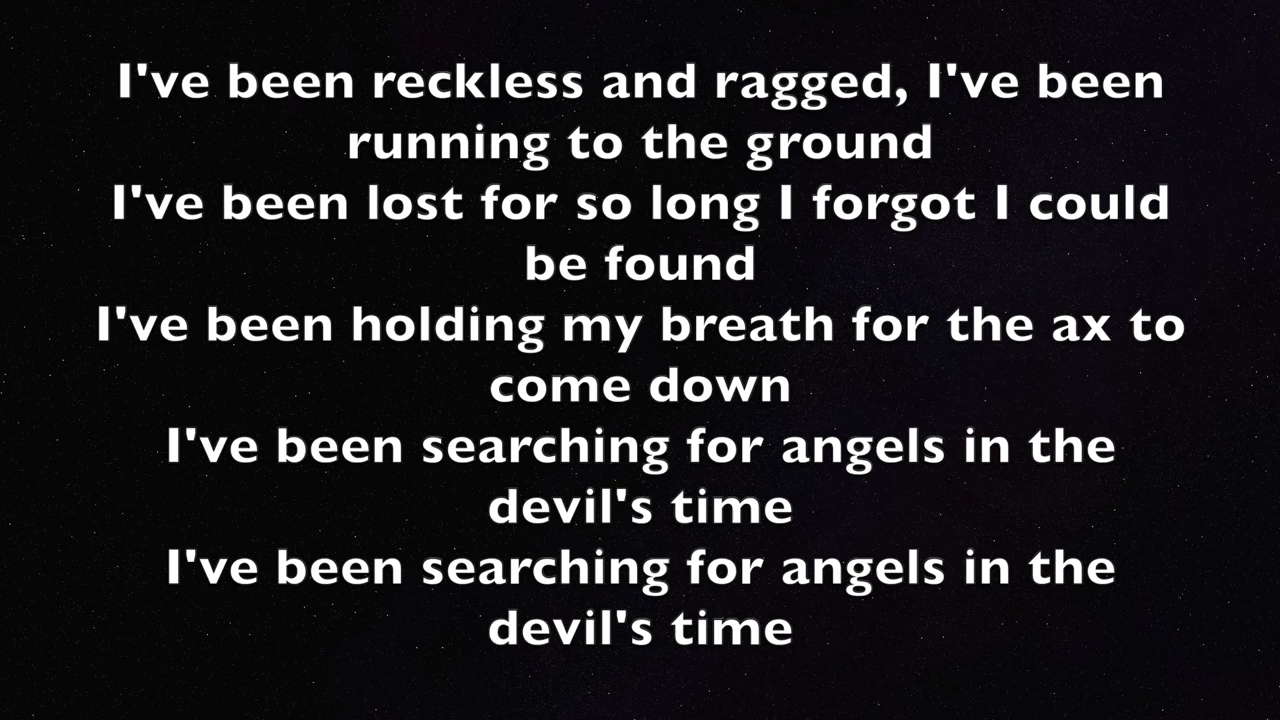 I've been reckless and ragged, I've been
running to the ground
I've been lost for so long I forgot I could
be found
I've been holding my breath for the ax to
come down
I've been searching for angels in the
devil's time
I've been searching for angels in the
devil's time